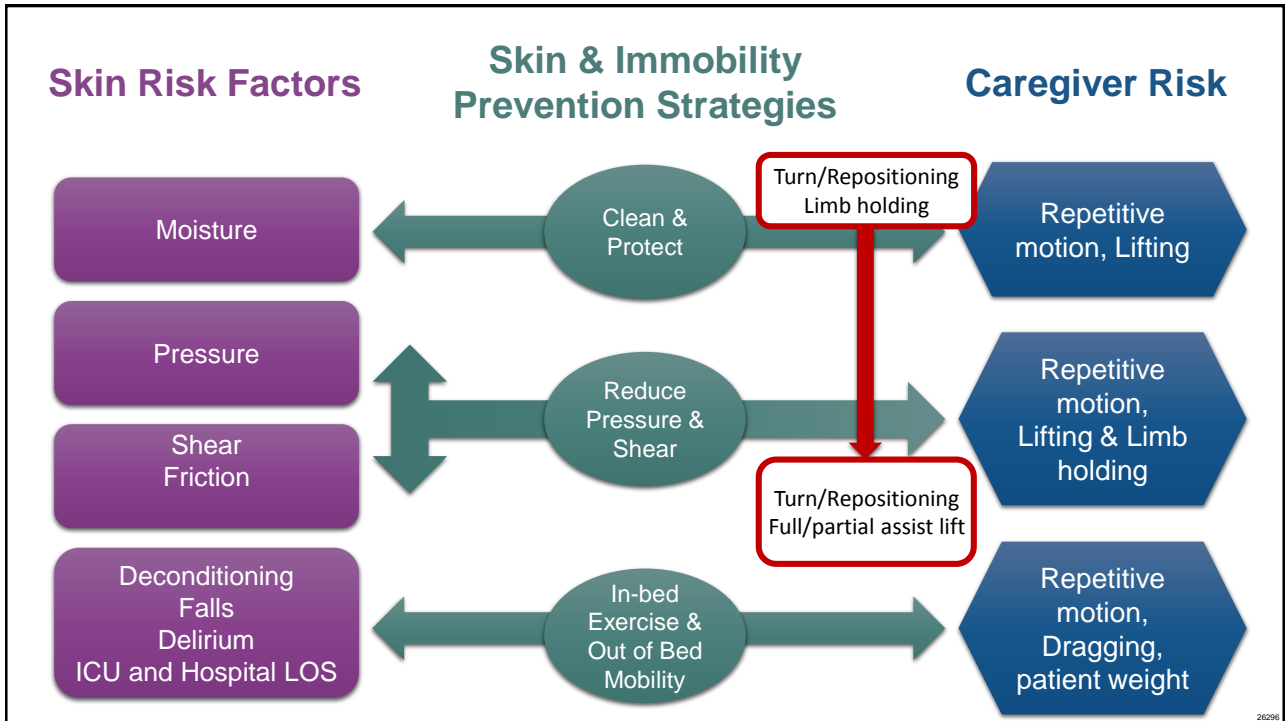 Skin Risk Factors
Skin & Immobility
Prevention Strategies
Caregiver Risk
Moisture
Clean &
Protect
Turn/Repositioning
Limb holding
Repetitive
motion, Lifting
Pressure
Shear
Friction
Reduce
Pressure &
Shear
Repetitive
motion,
Lifting & Limb
holding
Turn/Repositioning
Full/partial assist lift
Deconditioning
Falls
Delirium
ICU and Hospital LOS
In-bed
Exercise &
Out of Bed
Mobility
Repetitive
motion,
Dragging,
patient weight
26296